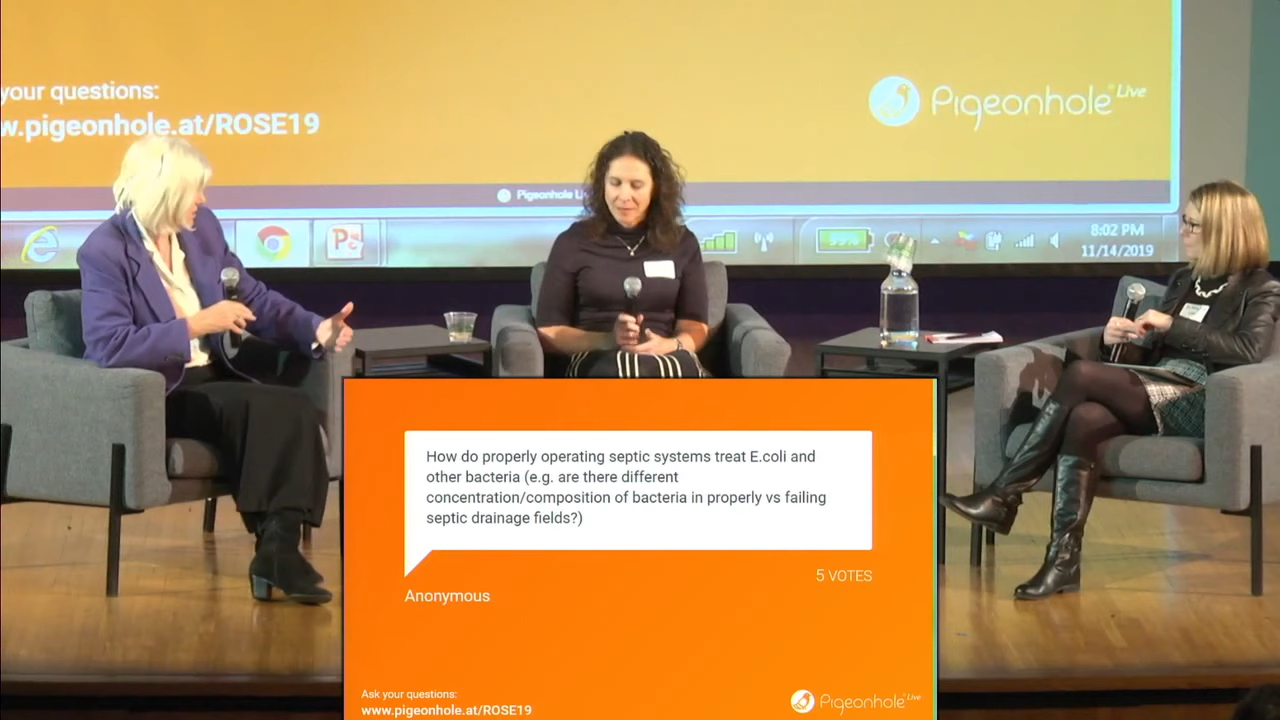 your questions:
w.pigeonhole.at/ROSE19
Pigeonhole Live
Pigeonhole
8:02 PM
11/14/2019
How do properly operating septic systems treat E.coli and
other bacteria (e.g. are there different
concentration/composition of bacteria in properly vs failing
septic drainage fields?)
5 VOTES
Anonymous
Ask your questions:
www.pigeonhole.at/ROSE19
Pigeonhole Live